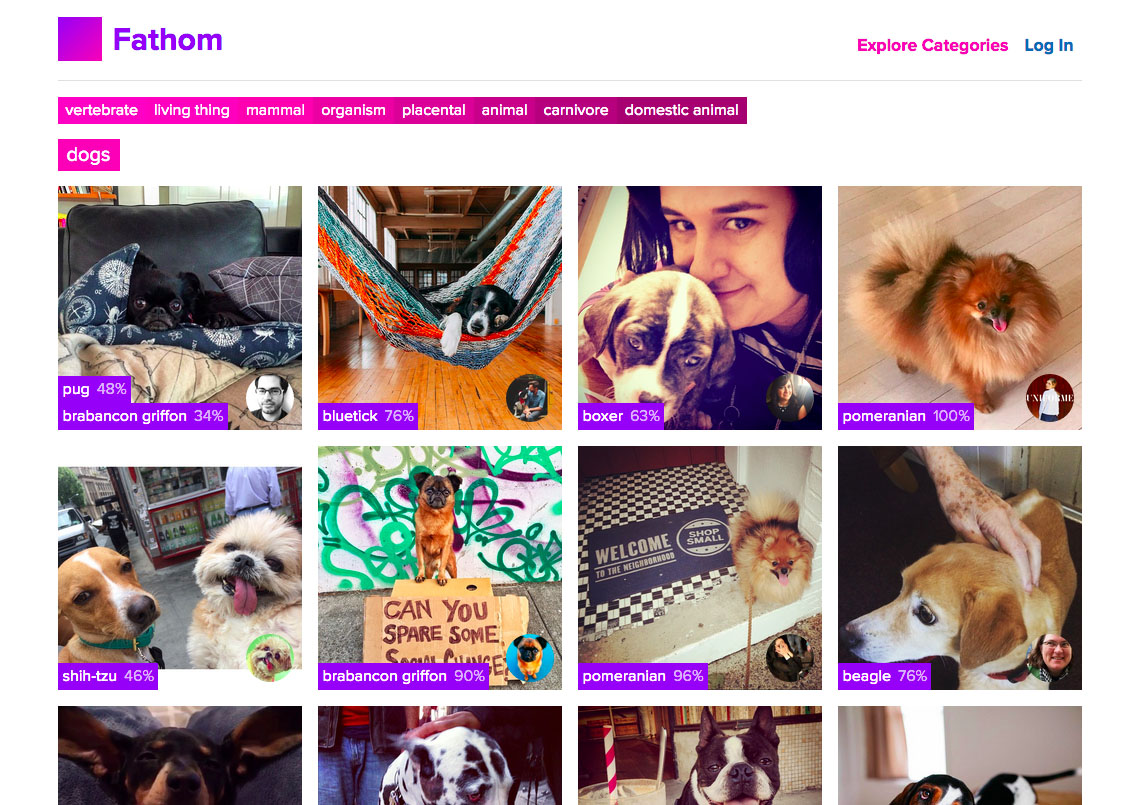 Fathom
Explore Categories Log In
vertebrate living thing mammal organism placental animal carnivore domestic animal
dogs
pug 48%
brabancon griffon 34%
bluetick 76%
boxer 63%
pomeranian 100%
UNIFORME
WELCOME
TO THE NEIGHBORHOOD
SHOP
SMALL
CAN YOU
SPARE SOME
SOCIAL CHANGE
shih-tzu 46%
brabancon griffon 90%
pomeranian 96%
beagle 76%